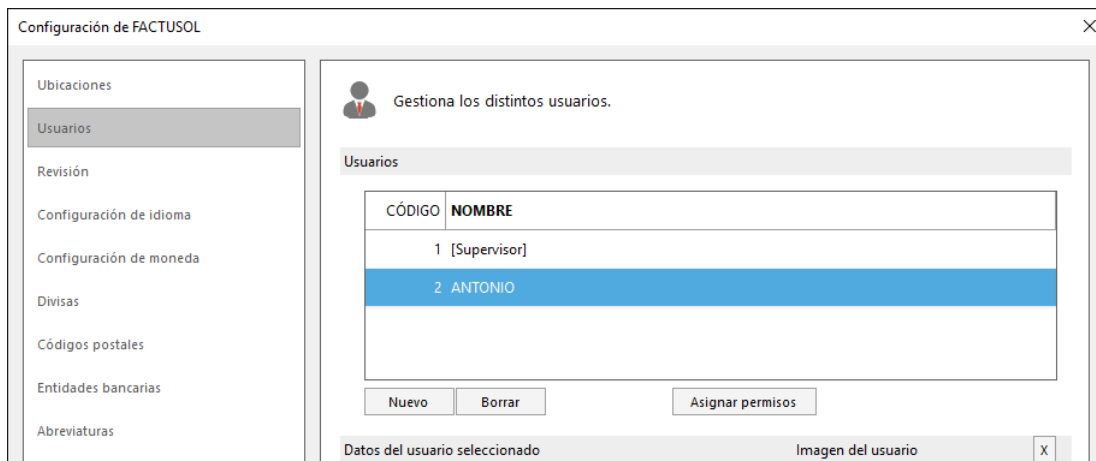 Configuración de FACTUSOL
Ubicaciones
Usuarios
Revisión
Configuración de idioma
Configuración de moneda
Divisas
Códigos postales
Entidades bancarias
Abreviaturas
Gestiona los distintos usuarios.
Usuarios
CÓDIGO NOMBRE
1 [Supervisor]
2 ANTONIO
Nuevo Borrar Asignar permisos
Datos del usuario seleccionado Imagen del usuario X